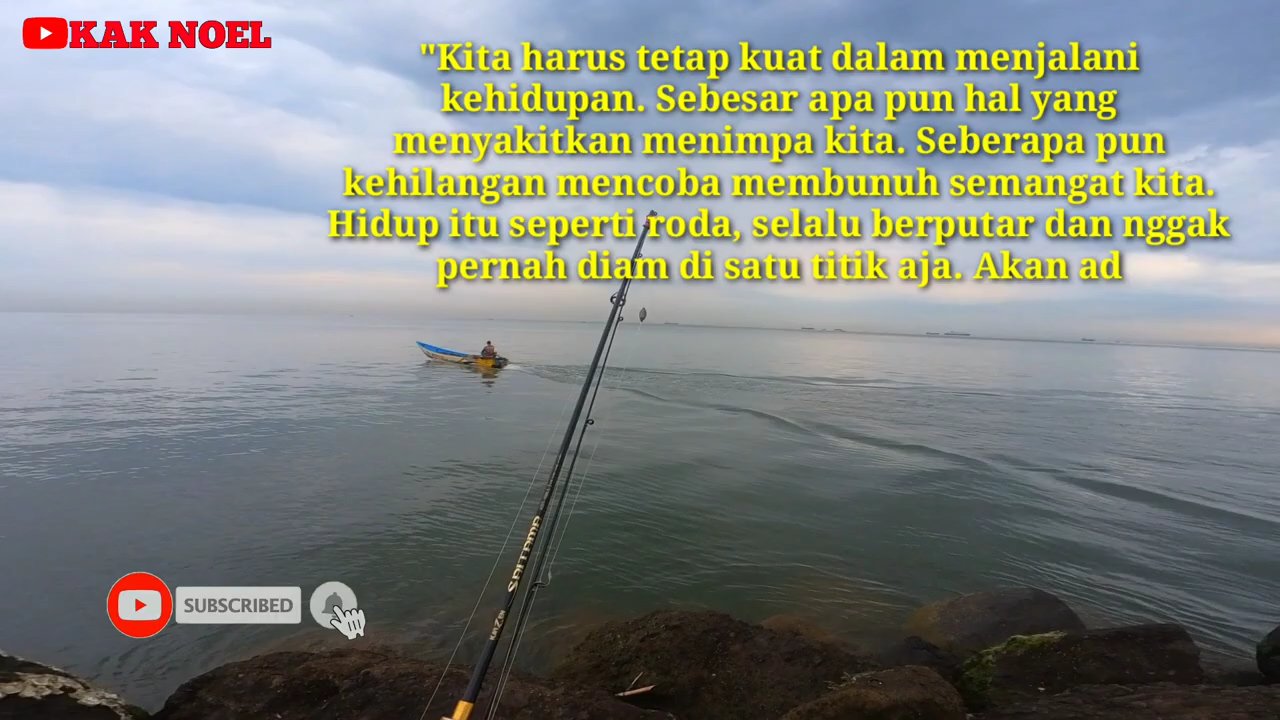 KAK NOEL
"Kita harus tetap kuat dalam menjalani
kehidupan. Sebesar apa pun hal yang
menyakitkan menimpa kita. Seberapa pun
kehilangan mencoba membunuh semangat kita.
Hidup itu seperti roda, selalu berputar dan nggak
pernah diam di satu titik aja. Akan ad
SAITAMA
SUBSCRIBED